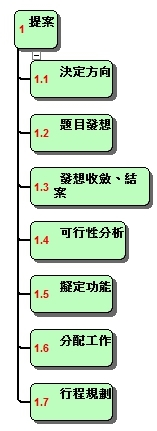 1 提案
1.1 決定方向
1.2 題目發想
1.3 發想收斂、結
案
1.4 可行性分析
1.5 擬定功能
1.6 分配工作
1.7 行程規劃